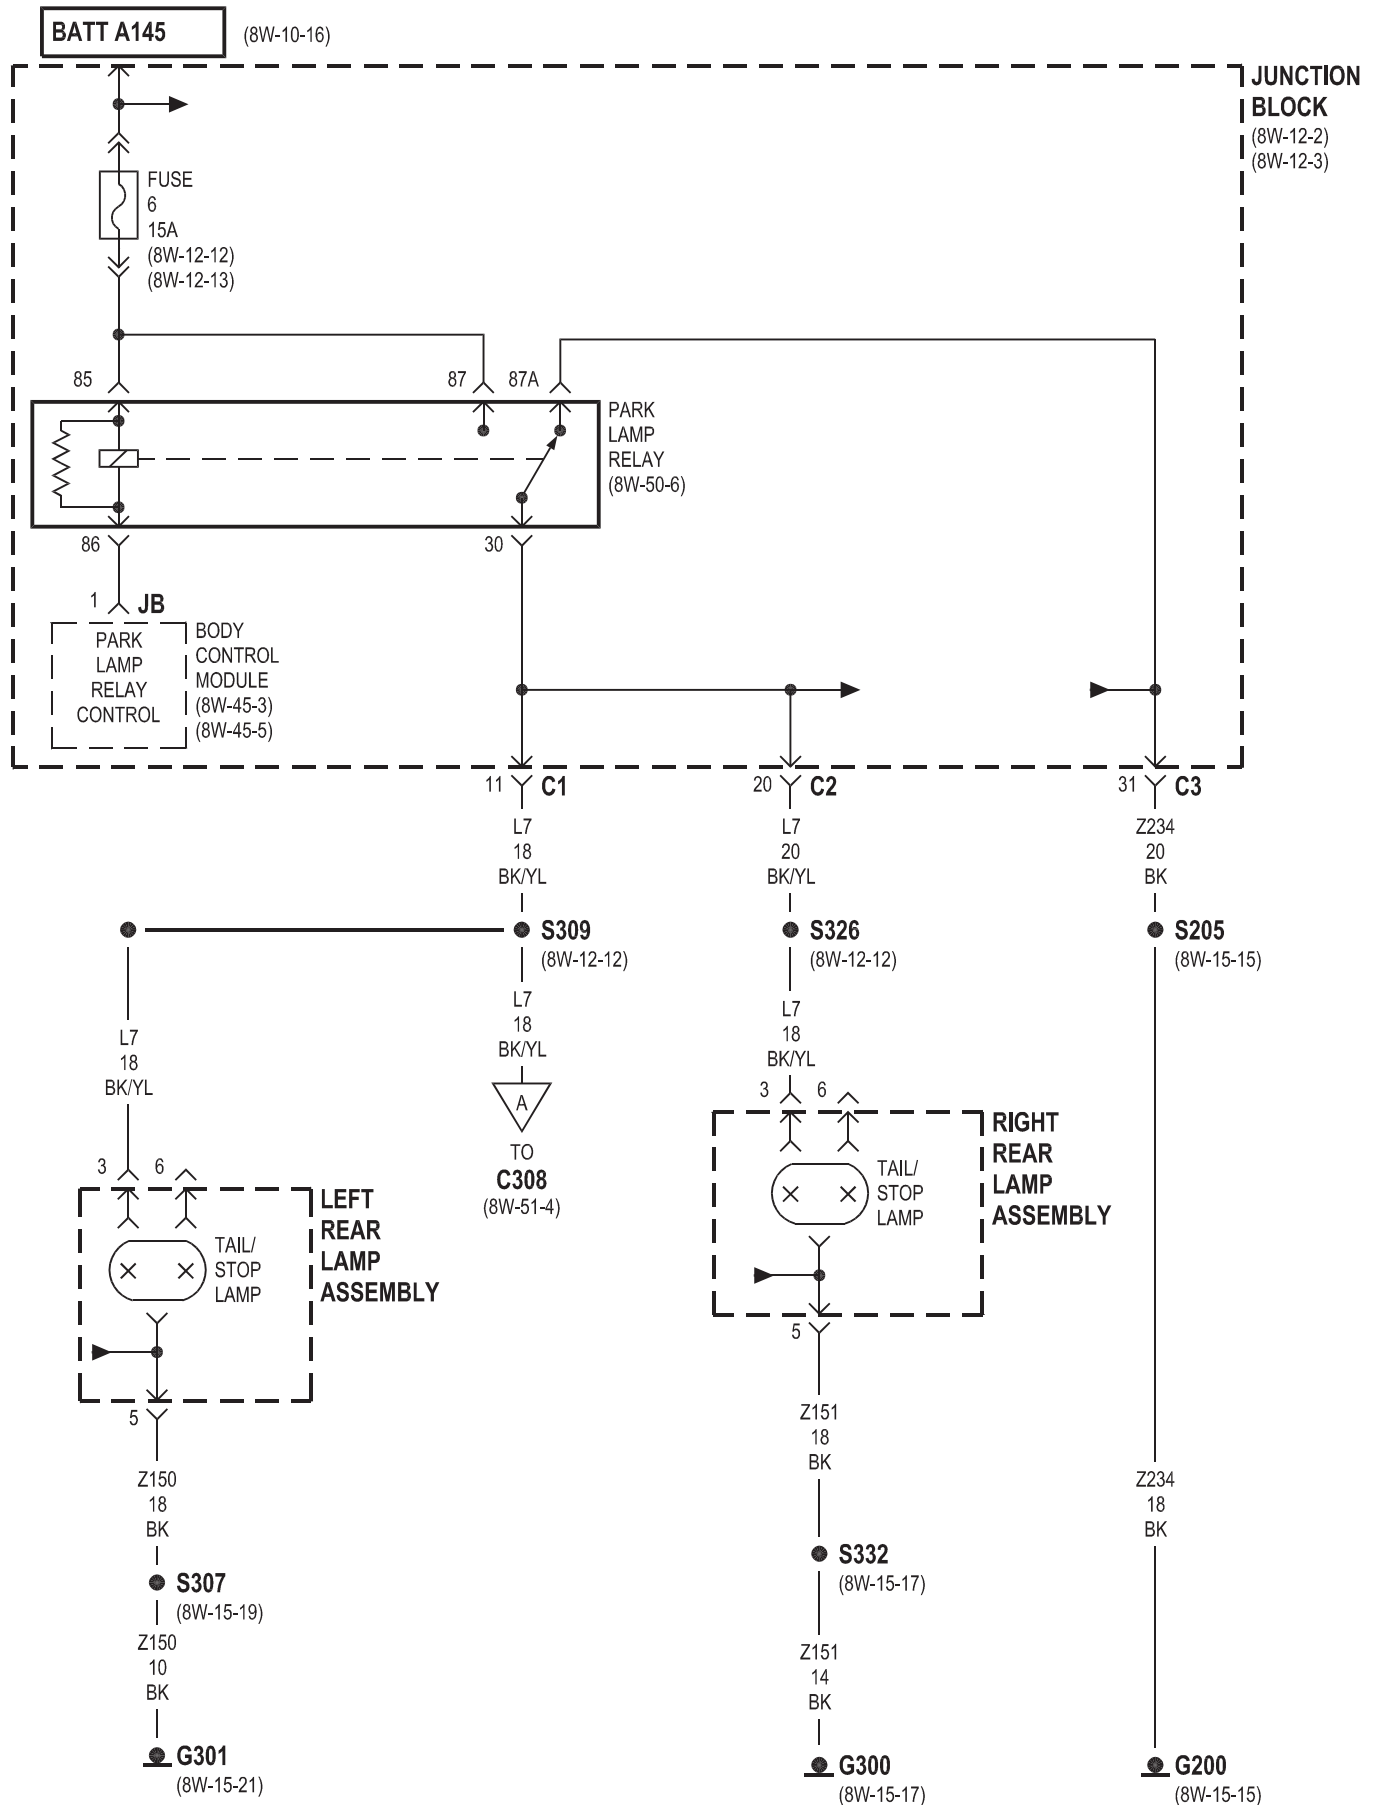 BATT A145
(8W-10-16)
JUNCTION
BLOCK
(8W-12-2)
(8W-12-3)
FUSE
6
15A
(8W-12-12)
(8W-12-13)
85
87
87A
PARK
LAMP
RELAY
(8W-50-6)
86
30
1
JB
PARK
LAMP
RELAY
CONTROL
BODY
CONTROL
MODULE
(8W-45-3)
(8W-45-5)
11
C1
20
C2
31
C3
L7
18
BK/YL
L7
20
BK/YL
Z234
20
BK
S309
(8W-12-12)
S326
(8W-12-12)
S205
(8W-15-15)
L7
18
BK/YL
L7
18
BK/YL
L7
18
BK/YL
A
TO
C308
(8W-51-4)
3
6
RIGHT
REAR
LAMP
ASSEMBLY
TAIL/
STOP
LAMP
5
3
6
LEFT
REAR
LAMP
ASSEMBLY
TAIL/
STOP
LAMP
5
Z151
18
BK
Z150
18
BK
Z234
18
BK
S332
(8W-15-17)
S307
(8W-15-19)
Z150
10
BK
Z151
14
BK
G301
(8W-15-21)
G300
(8W-15-17)
G200
(8W-15-15)